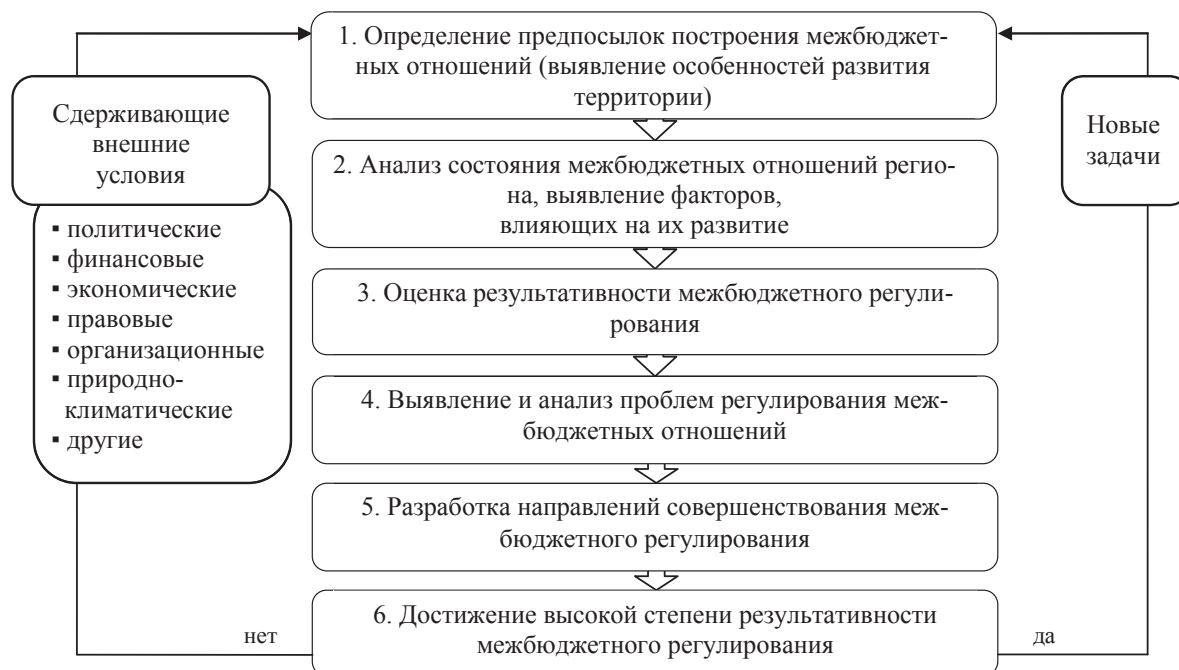 1. Определение предпосылок построения межбюджет-
ных отношений (выявление особенностей развития
территории)
Сдерживающие
внешние
условия
▪ политические
▪ финансовые
▪ экономические
▪ правовые
▪ организационные
▪ природно-
климатические
▪ другие
Новые
задачи
2. Анализ состояния межбюджетных отношений регио-
на, выявление факторов,
влияющих на их развитие
3. Оценка результативности межбюджетного регули-
рования
4. Выявление и анализ проблем регулирования меж-
бюджетных отношений
5. Разработка направлений совершенствования меж-
бюджетного регулирования
6. Достижение высокой степени результативности
межбюджетного регулирования
нет
да